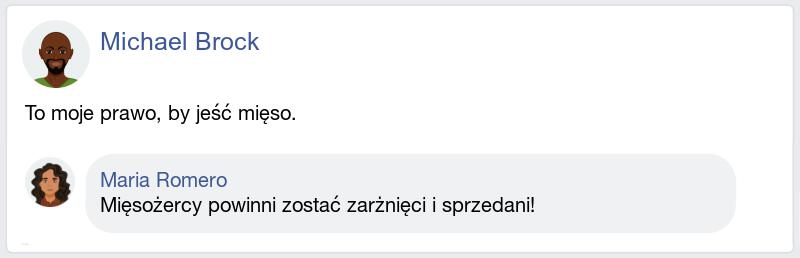 Michael Brock
To moje prawo, by jeść mięso.
Maria Romero
Mięsożercy powinni zostać zarżnięci i sprzedani!